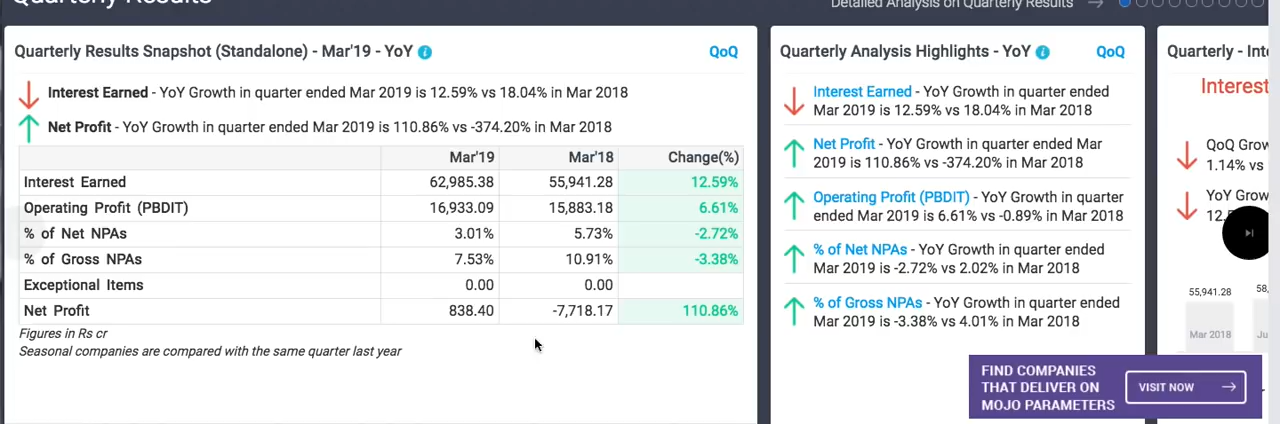 Quarterly Results
Detailed Analysis on Quarterly Results
Quarterly Results Snapshot (Standalone) - Mar'19 - YoY
QoQ
Interest Earned - YoY Growth in quarter ended Mar 2019 is 12.59% vs 18.04% in Mar 2018
Net Profit - YoY Growth in quarter ended Mar 2019 is 110.86% vs -374.20% in Mar 2018
Mar'19 Mar'18 Change(%)
Interest Earned 62,985.38 55,941.28 12.59%
Operating Profit (PBDIT) 16,933.09 15,883.18 6.61%
% of Net NPAs 3.01% 5.73% -2.72%
% of Gross NPAs 7.53% 10.91% -3.38%
Exceptional Items 0.00 0.00
Net Profit 838.40 -7,718.17 110.86%
Figures in Rs cr
Seasonal companies are compared with the same quarter last year
Quarterly Analysis Highlights - YoY
QoQ
Interest Earned - YoY Growth in quarter ended
Mar 2019 is 12.59% vs 18.04% in Mar 2018
Net Profit - YoY Growth in quarter ended Mar
2019 is 110.86% vs -374.20% in Mar 2018
Operating Profit (PBDIT) - YoY Growth in quarter
ended Mar 2019 is 6.61% vs -0.89% in Mar 2018
% of Net NPAs - YoY Growth in quarter ended
Mar 2019 is -2.72% vs 2.02% in Mar 2018
% of Gross NPAs - YoY Growth in quarter ended
Mar 2019 is -3.38% vs 4.01% in Mar 2018
Quarterly - Inte
Interest
QoQ Grow
1.14% vs
YoY Grow
12.
55,941.28 58,
Mar 2018 Ju
FIND COMPANIES
THAT DELIVER ON
MOJO PARAMETERS
VISIT NOW